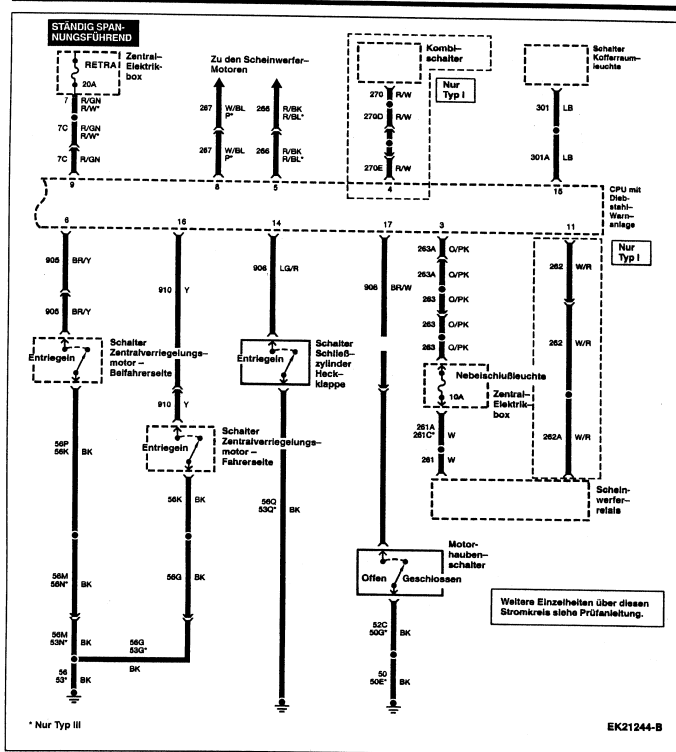 STÄNDIG SPAN-
NUNGSFÜHREND
RETRA
20A
Zentral-
Elektrik-
box
Zu den Scheinwerfer-
Motoren
Kombi-
schalter
Nur
Typ I
Schalter
Kofferraum-
leuchte
7 R/GN
R/W*
7C R/GN
R/W*
7C R/GN
267 W/BL
P*
266 R/BK
R/BL*
267 W/BL
P*
266 R/BK
R/BL*
270 R/W
270D R/W
270E R/W
301 LB
301A LB
9
8
5
4
15
CPU mit
Dieb-
stahl-
Warn-
anlage
6
16
14
17
3
11
Nur
Typ I
905 BR/Y
905 BR/Y
910 Y
910 Y
906 LG/R
908 BR/W
263A O/PK
263A O/PK
263 O/PK
263 O/PK
263 O/PK
262 W/R
262 W/R
262A W/R
Entriegeln
Schalter
Zentralverriegelungs-
motor –
Beifahrerseite
Entriegeln
Schalter
Zentralverriegelungs-
motor –
Fahrerseite
Entriegeln
Schalter
Schließ-
zylinder
Heck-
klappe
Nebelschlußleuchte
10A
Zentral-
Elektrik-
box
261A
261C* W
261 W
Schein-
werfer-
relais
56P
56K BK
56K BK
56Q
53Q* BK
56M
56N* BK
56G BK
56M
53N* BK
56G
53G*
BK
56
53* BK
Motor-
hauben-
schalter
Offen
Geschlossen
52C
50G* BK
50
50E* BK
Weitere Einzelheiten über diesen
Stromkreis siehe Prüfanleitung.
* Nur Typ III
EK21244-B